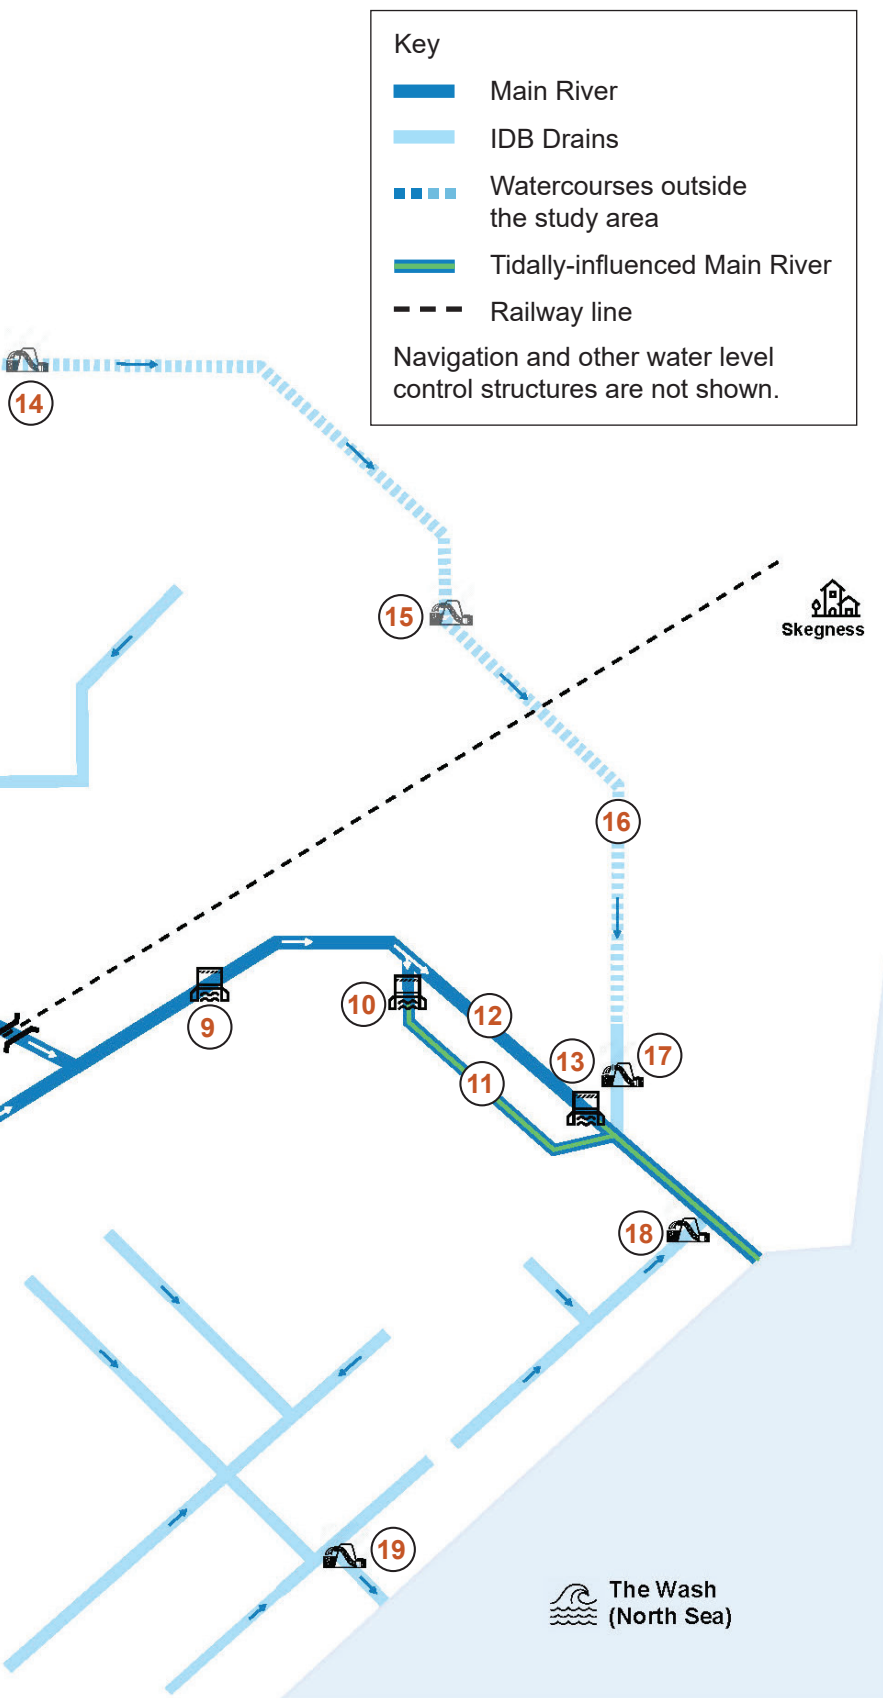 Key
Main River
IDB Drains
Watercourses outside
the study area
Tidally-influenced Main River
Railway line
Navigation and other water level
control structures are not shown.
14
15
Skegness
16
9
10
12
13
17
11
18
19
The Wash
(North Sea)